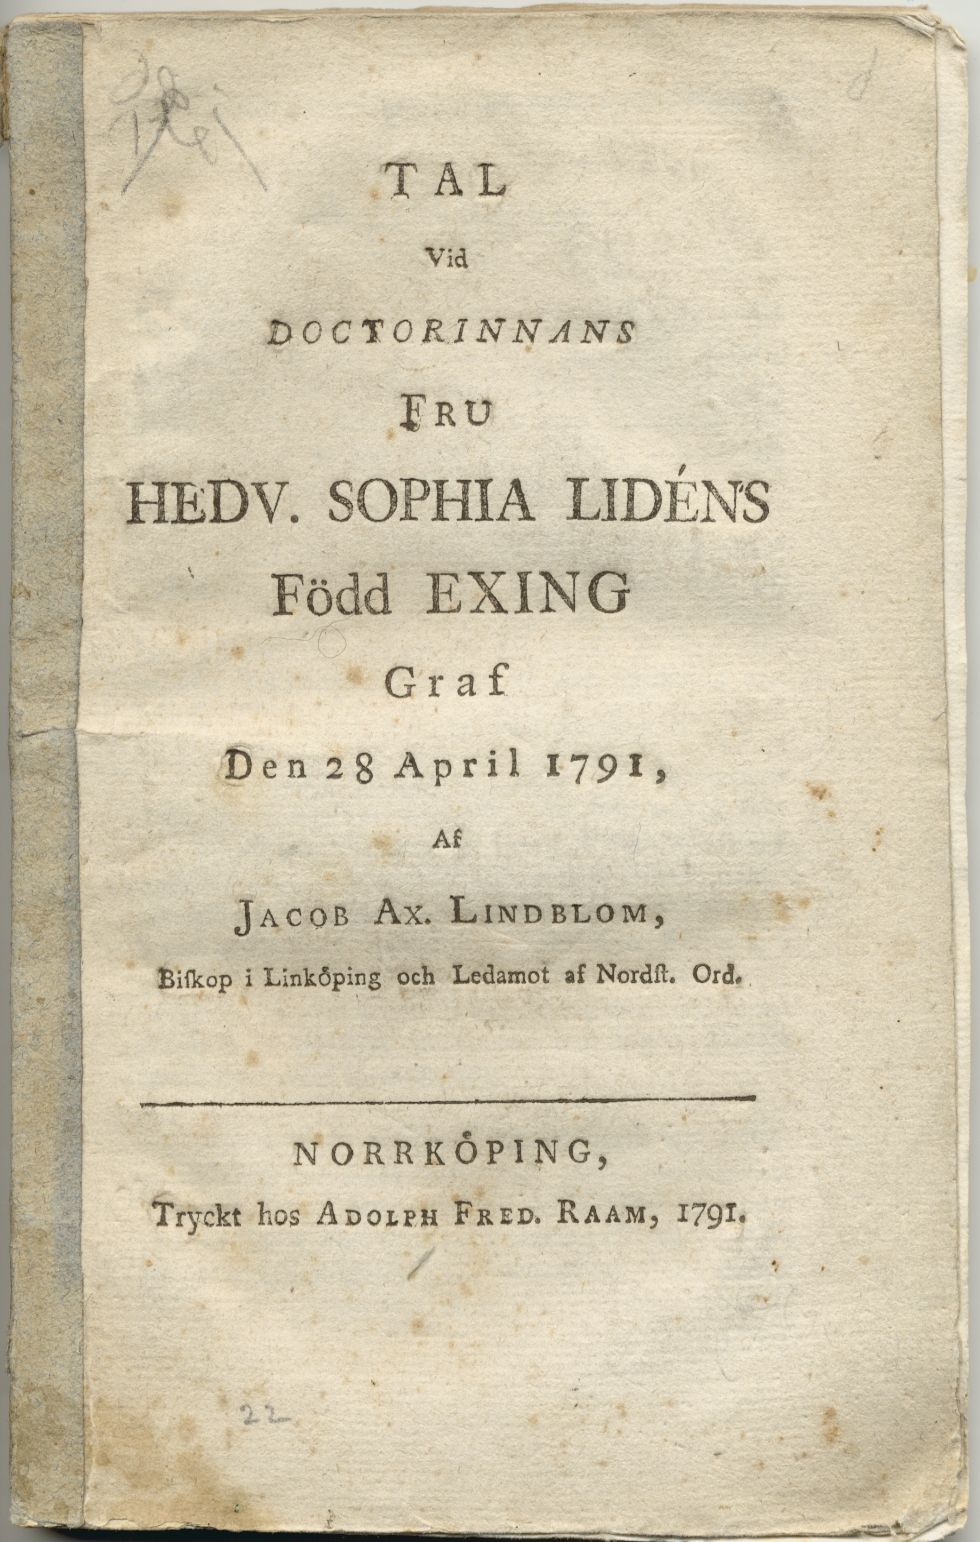 TAL
Vid
DOCTORINNANS
FRU
HEDV. SOPHIA LIDÉNS
Född EXING
Graf
Den 28 April 1791,
Af
JACOB AX. LINDBLOM,
Biſkop i Linköping och Ledamot af Nordſt. Ord.
NORRKÖPING,
Tryckt hos ADOLPH FRED. RAAM, 1791.
22